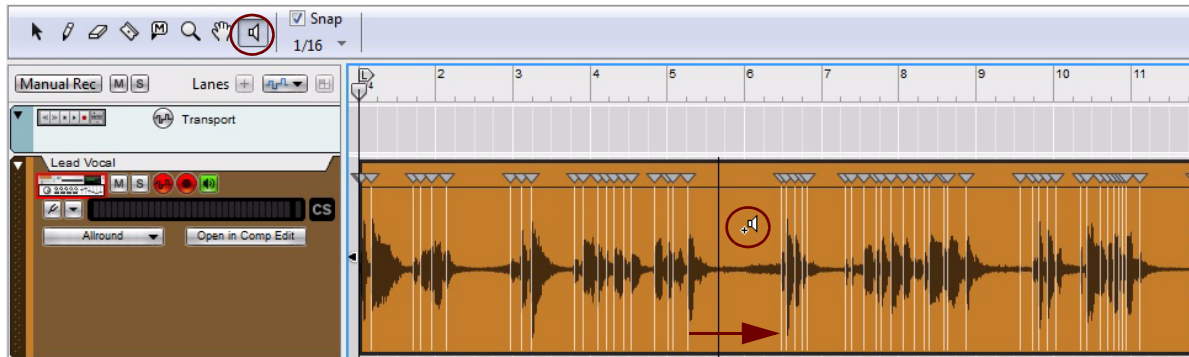 M
Snap
1/16
Manual Rec M S Lanes
L 2 3 4 5 6 7 8 9 10 11
4
Transport
Lead Vocal
M S
CS
Allround Open in Comp Edit